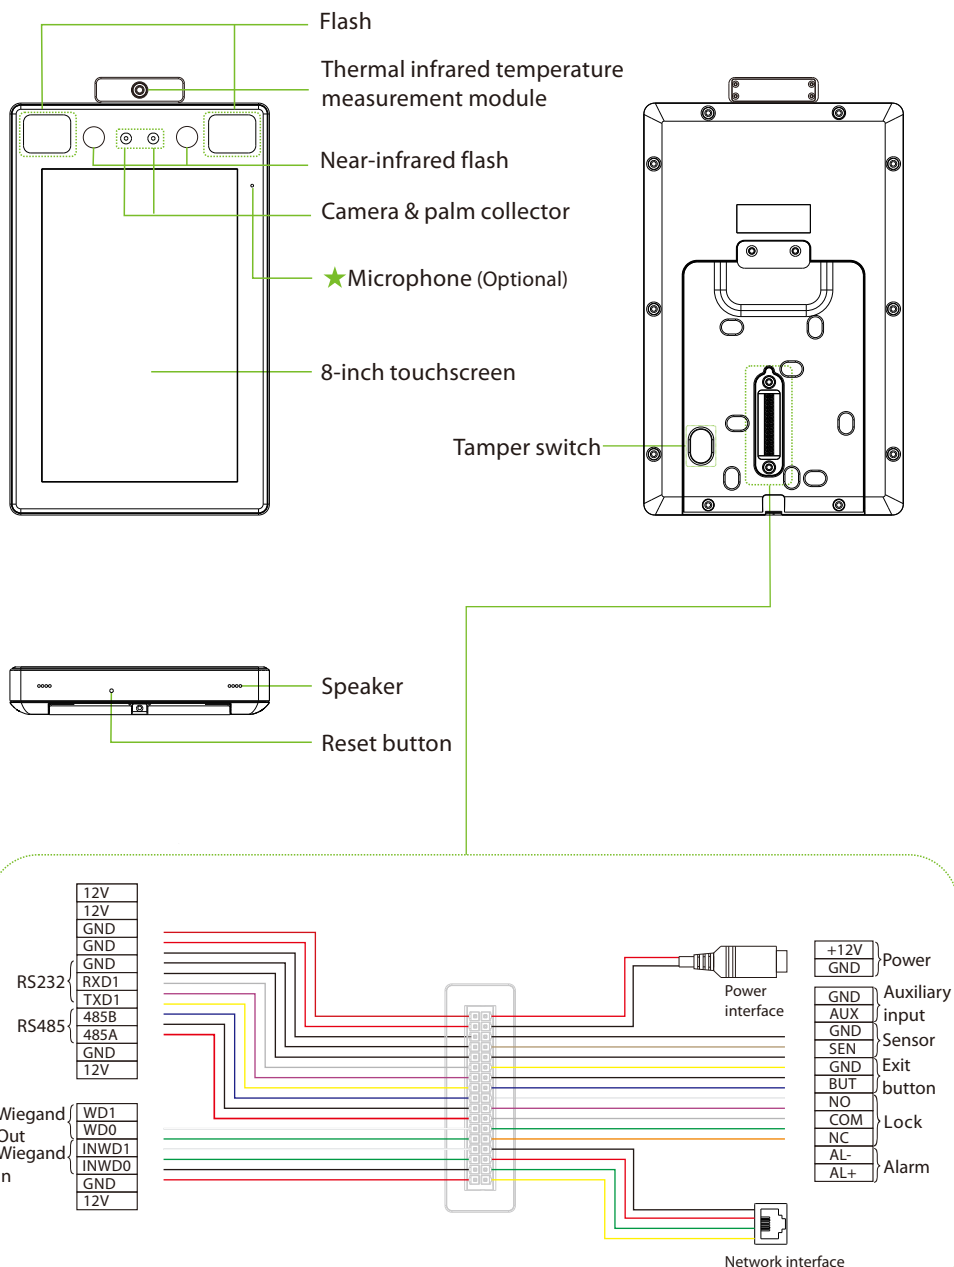 Flash
Thermal infrared temperature
measurement module
Near-infrared flash
Camera & palm collector
★Microphone (Optional)
8-inch touchscreen
Tamper switch
Speaker
Reset button
12V
12V
GND
GND
GND
RS232
RXD1
TXD1
RS485
485B
485A
GND
12V
Wiegand
Out
WD1
WD0
Wiegand
In
INWD1
INWD0
GND
12V
Power
interface
+12V
GND
Power
GND
AUX
Auxiliary
input
GND
SEN
Sensor
GND
BUT
Exit
button
NO
COM
NC
Lock
AL-
AL+
Alarm
Network interface